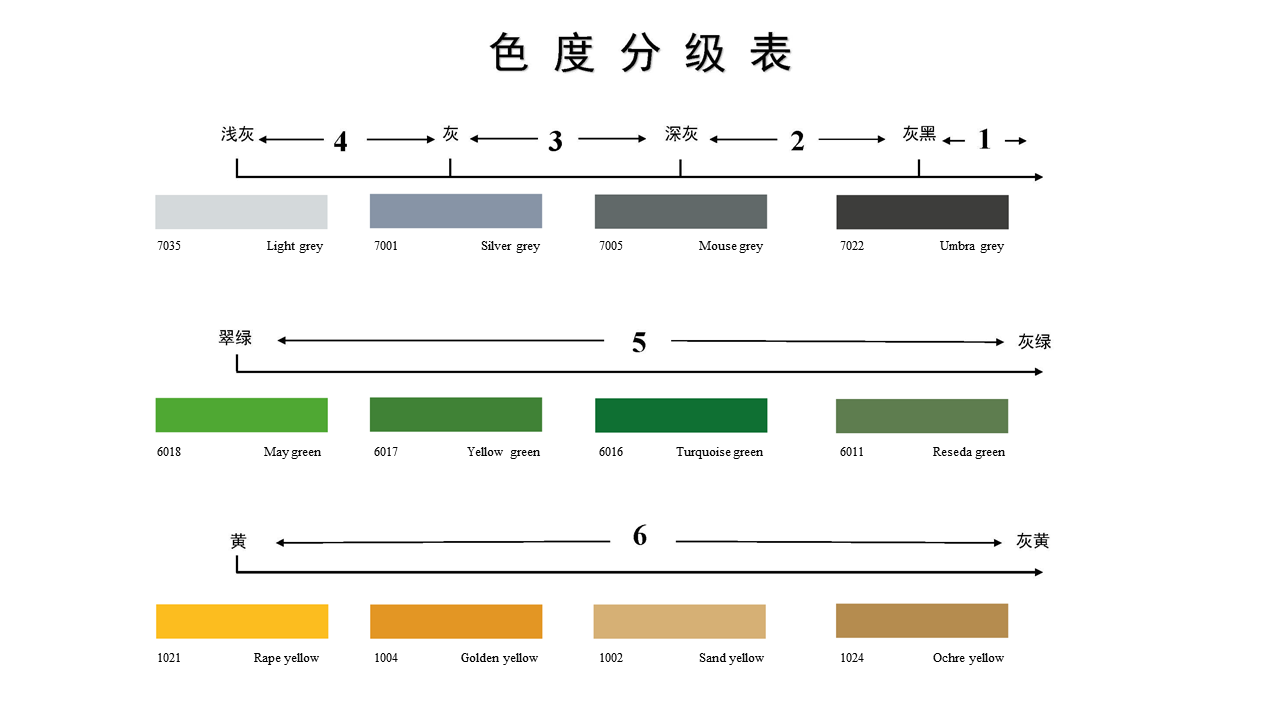 色度分级表
浅灰 4 灰 3 深灰 2 灰黑 1
7035 Light grey 7001 Silver grey 7005 Mouse grey 7022 Umbra grey
翠绿 5 灰绿
6018 May green 6017 Yellow green 6016 Turquoise green 6011 Reseda green
黄 6 灰黄
1021 Rape yellow 1004 Golden yellow 1002 Sand yellow 1024 Ochre yellow